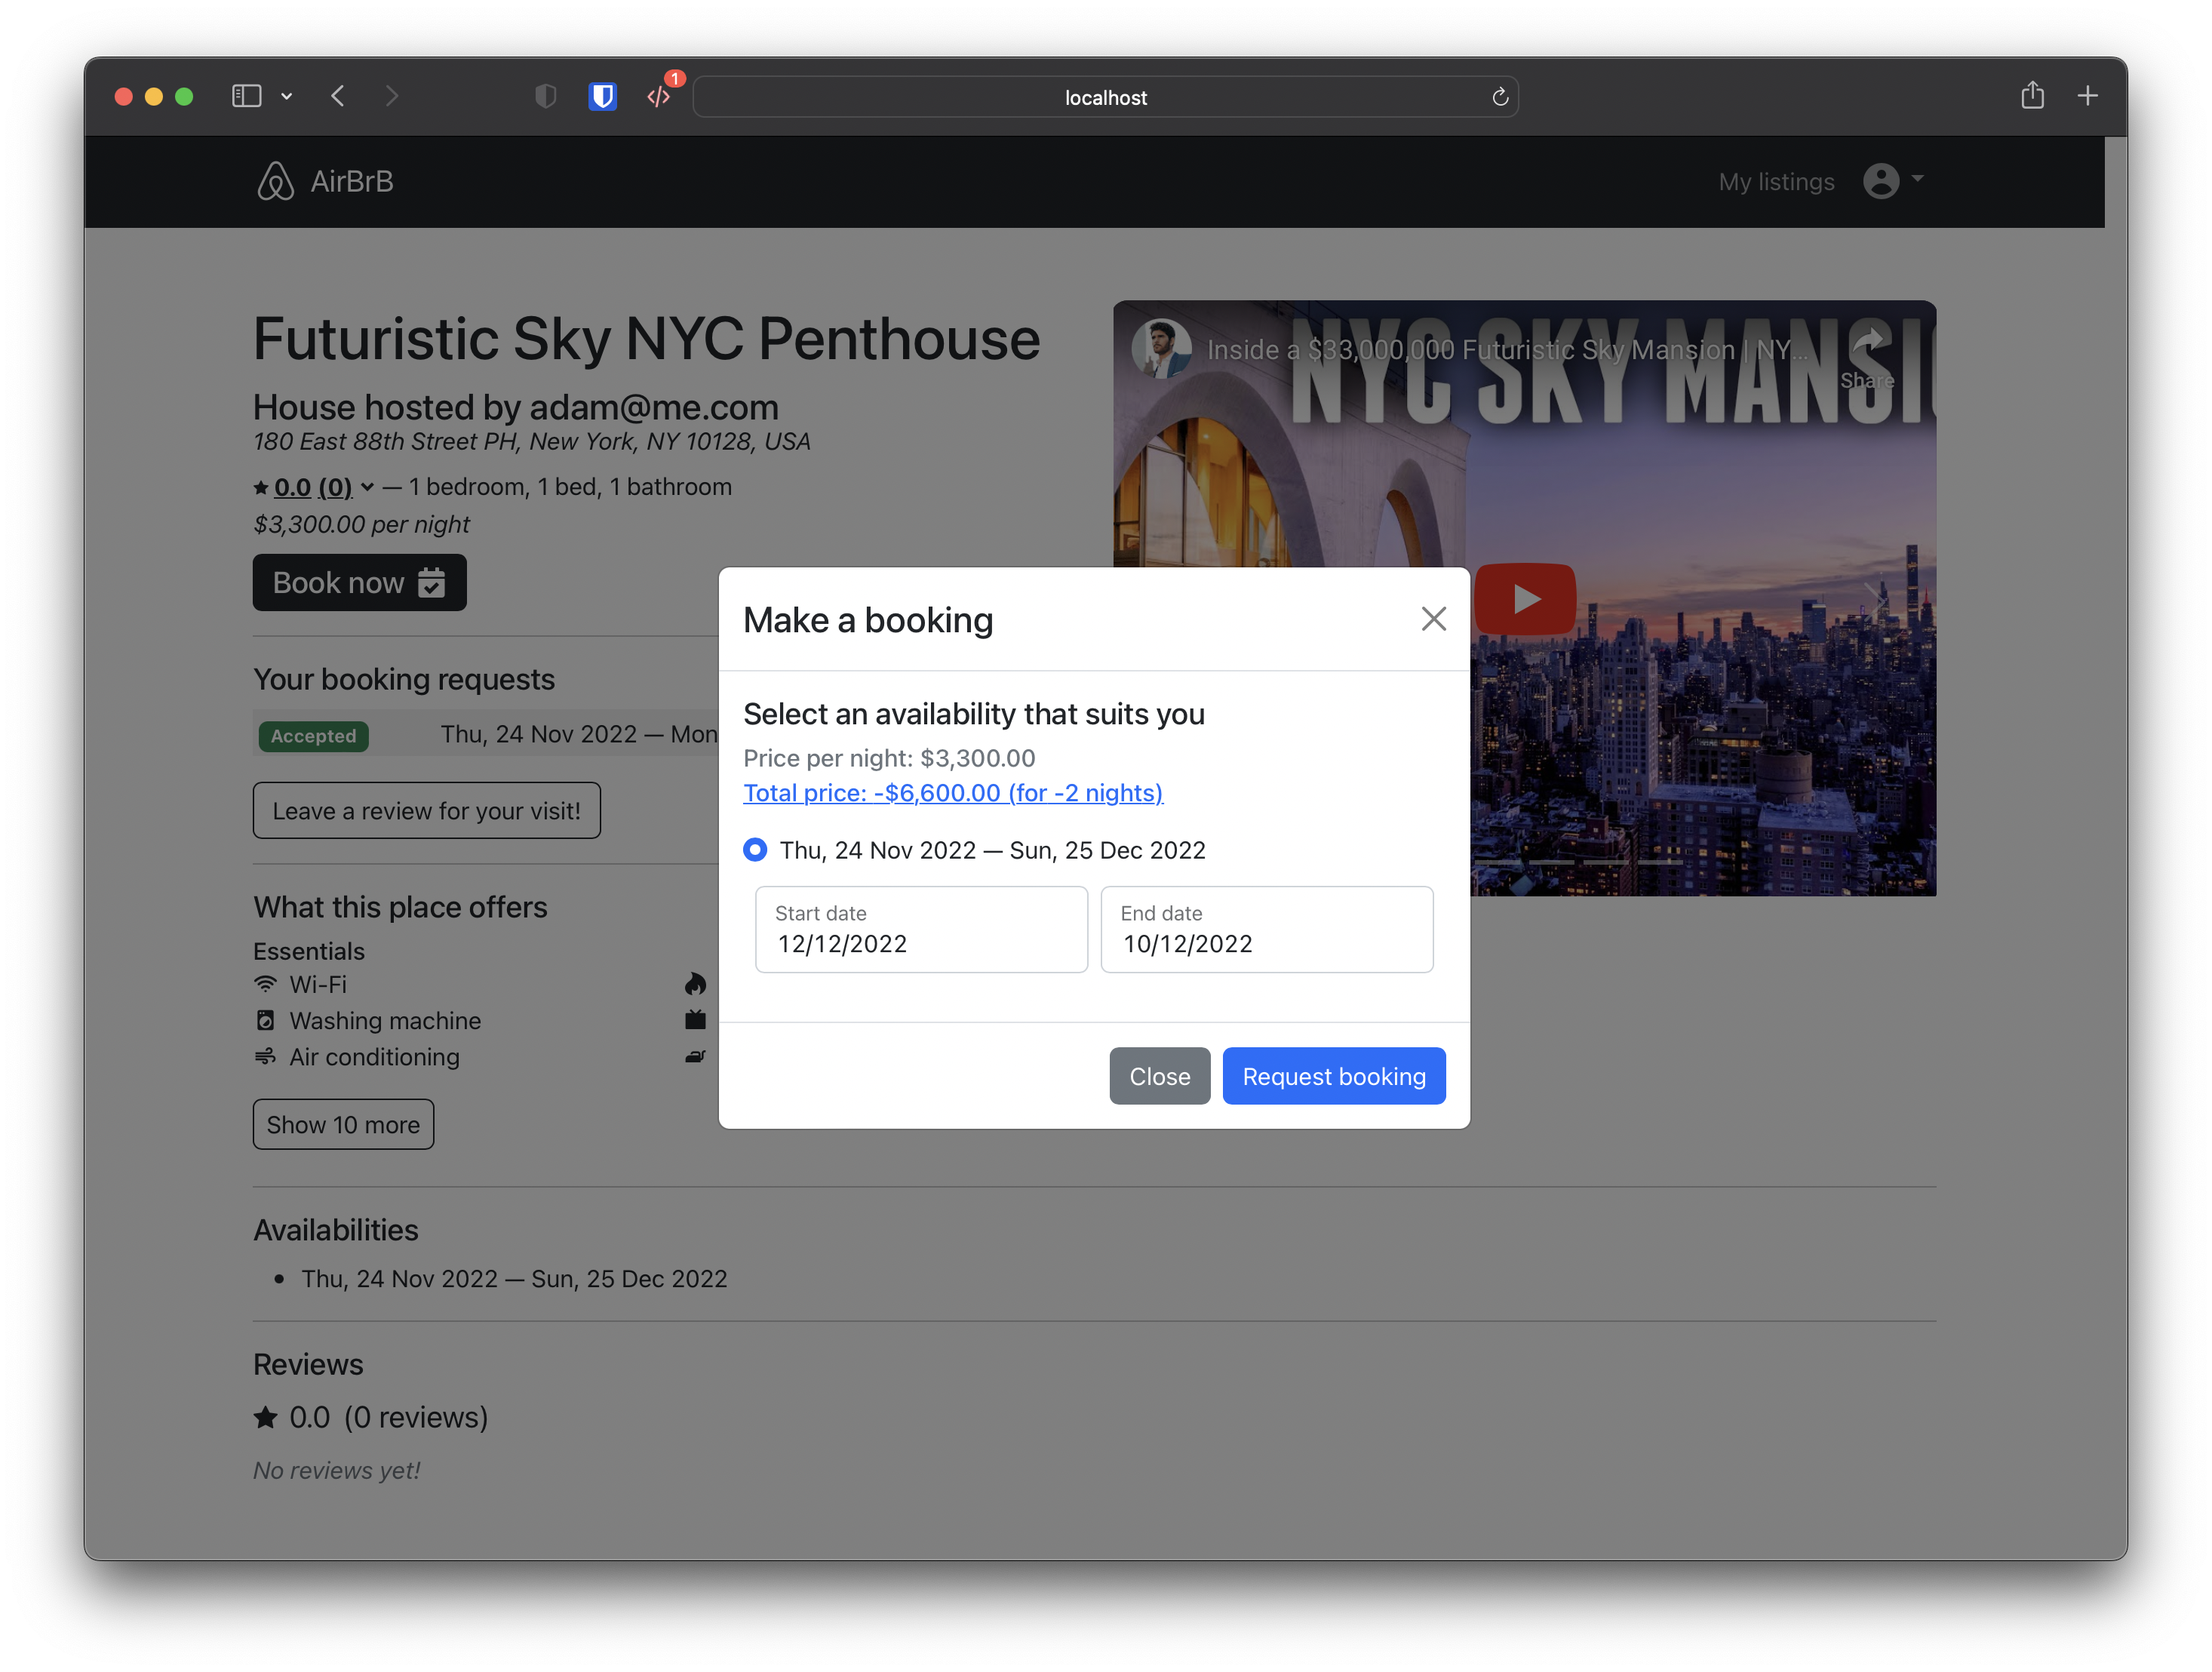 1
localhost
AirBrB
My listings
Futuristic Sky NYC Penthouse
House hosted by adam@me.com
180 East 88th Street PH, New York, NY 10128, USA
0.0 (0) — 1 bedroom, 1 bed, 1 bathroom
$3,300.00 per night
Book now
Inside a $33,000,000 Futuristic Sky Mansion | NY...
Share
NYC SKY MANSI
Your booking requests
Accepted
Thu, 24 Nov 2022 — Mon
Leave a review for your visit!
What this place offers
Essentials
Wi-Fi
Washing machine
Air conditioning
Show 10 more
Make a booking
Select an availability that suits you
Price per night: $3,300.00
Total price: -$6,600.00 (for -2 nights)
Thu, 24 Nov 2022 — Sun, 25 Dec 2022
Start date
12/12/2022
End date
10/12/2022
Close
Request booking
Availabilities
Thu, 24 Nov 2022 — Sun, 25 Dec 2022
Reviews
0.0 (0 reviews)
No reviews yet!